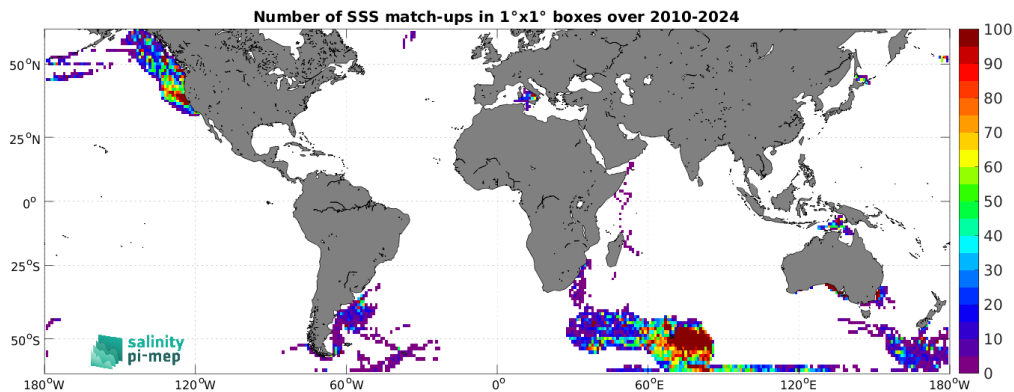 Number of SSS match-ups in 1°x1° boxes over 2010-2024
50°N
25°N
0°
25°S
50°S
180°W
120°W
60°W
0°
60°E
120°E
180°W
100
90
80
70
60
50
40
30
20
10
0
salinity
pi-mep